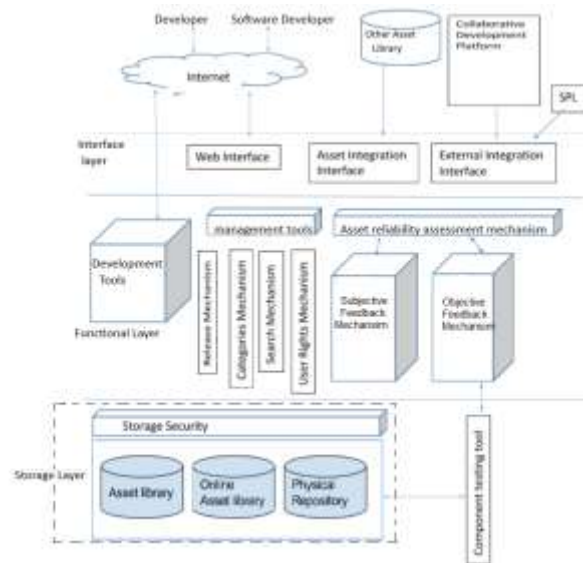 Developer
Software Developer
Other Asset
Library
Collaborative
Development
Platform
Internet
SPL
Interface
layer
Web Interface
Asset Integration
Interface
External Integration
Interface
management tools
Asset reliability assessment mechanism
Development
Tools
Release Mechanism
Categories Mechanism
Search Mechanism
User Rights Mechanism
Subjective
Feedback
Mechanism
Objective
Feedback
Mechanism
Functional Layer
Storage Security
Storage Layer
Asset library
Online
Asset library
Physical
Repository
Component testing tool